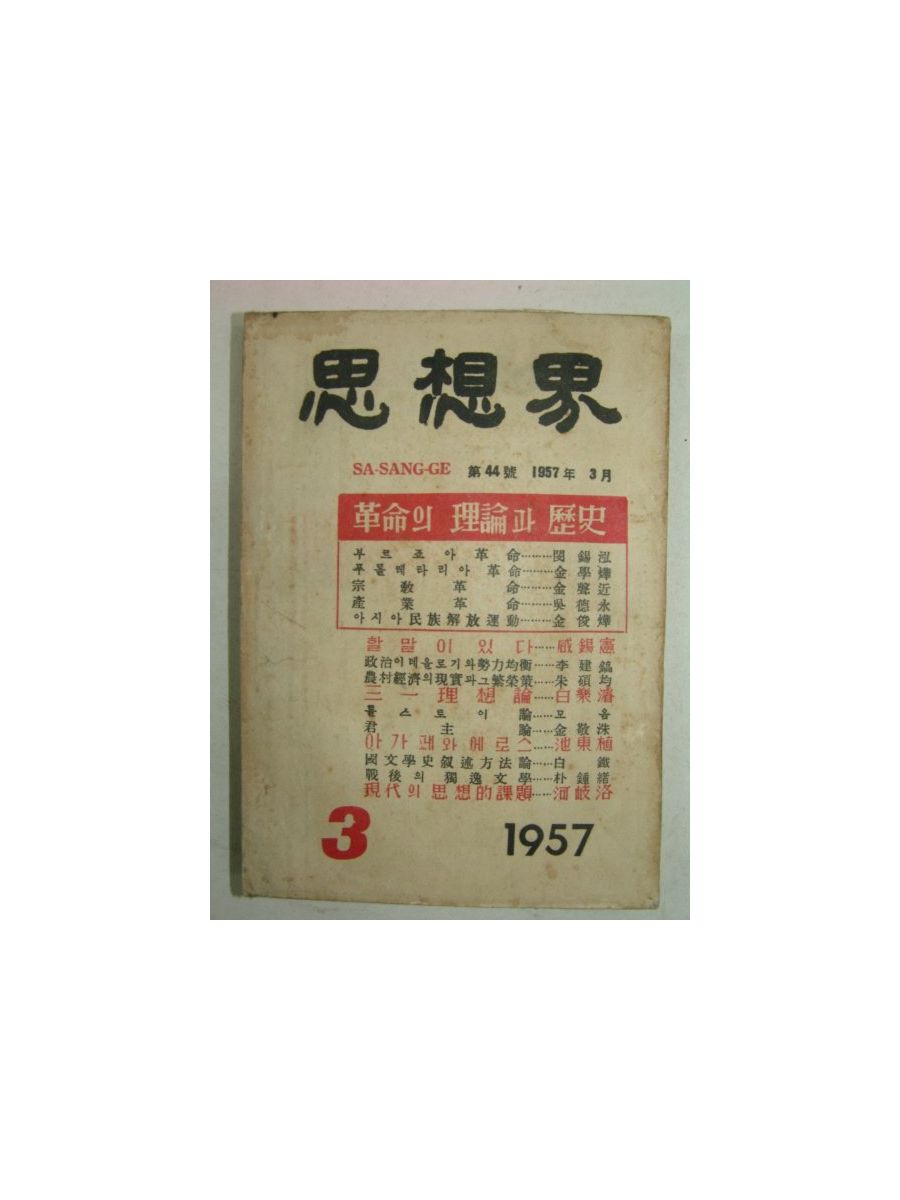 思想界
SA-SANG-GE 第44號 1957年 3月
革命의 理論과 歷史
부르죠아革命………閔錫泓
푸롤레타리아革命……金學燁
宗敎革命………金聲近
產業革命………吳德永
아시아民族解放運動……金俊燁
할말이있다……咸錫憲
政治이데올로기와勢力均衡……李建鎬
農村經濟의現實과그繁榮策……朱碩均
三一理想論……白樂濬
톨스토이論……모옴
君主論……金敬洙
아가페와에로스……池東植
國文學史叙述方法論……白鐵
戰後의獨逸文學……朴鍾緖
現代의思想的課題……河岐洛
3 1957